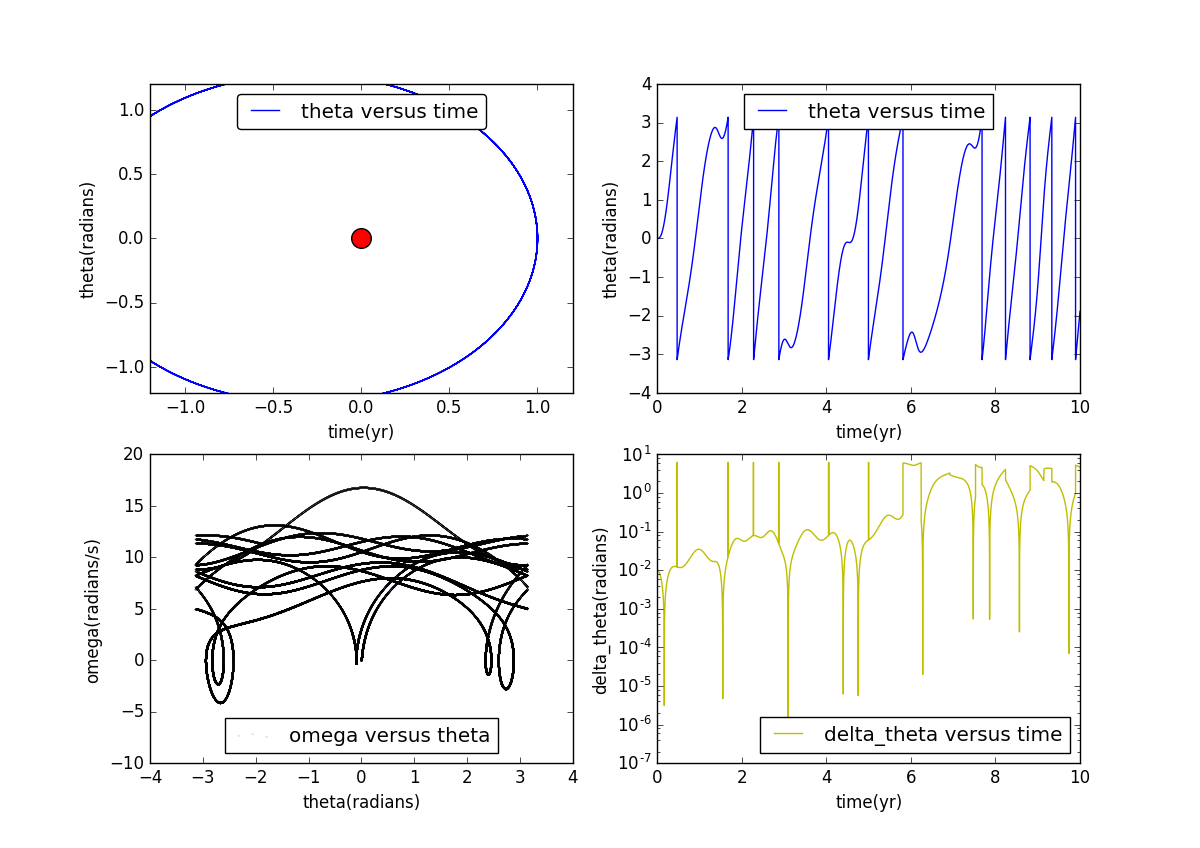 theta versus time
theta(radians)
1.0
0.5
0.0
−0.5
−1.0
−1.0 −0.5 0.0 0.5 1.0
time(yr)
theta versus time
theta(radians)
4
3
2
1
0
−1
−2
−3
−4
0 2 4 6 8 10
time(yr)
omega versus theta
omega(radians/s)
20
15
10
5
0
−5
−10
−4 −3 −2 −1 0 1 2 3 4
theta(radians)
delta_theta versus time
delta_theta(radians)
10^1
10^0
10^-1
10^-2
10^-3
10^-4
10^-5
10^-6
10^-7
0 2 4 6 8 10
time(yr)